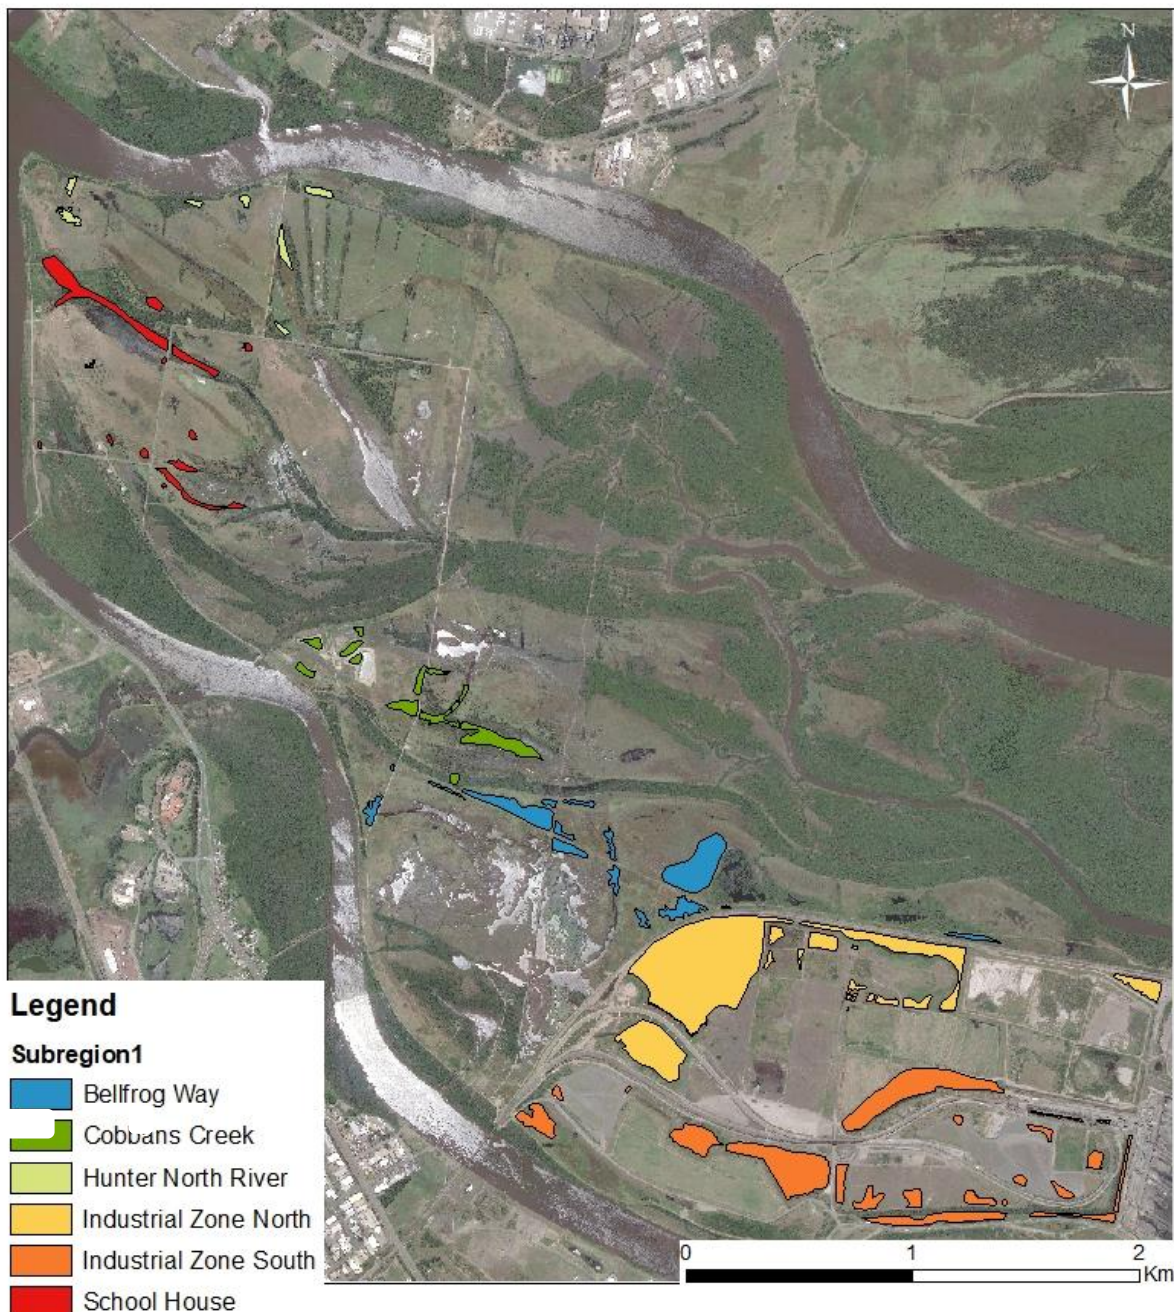 N
Legend
Subregion1
Bellfrog Way
Cobbans Creek
Hunter North River
Industrial Zone North
Industrial Zone South
School House
0 1 2
Km